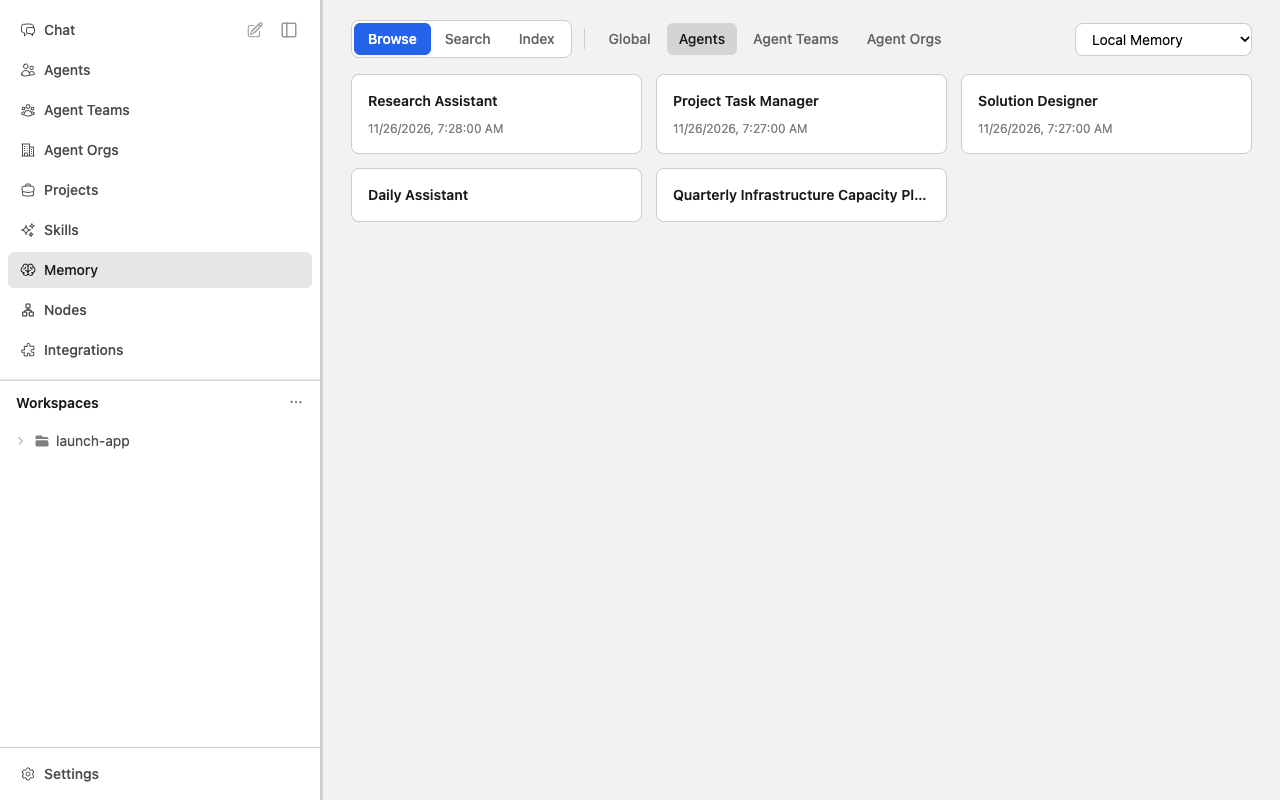 Chat
Agents
Agent Teams
Agent Orgs
Projects
Skills
Memory
Nodes
Integrations
Workspaces
launch-app
Settings
Browse Search Index Global Agents Agent Teams Agent Orgs Local Memory
Research Assistant
11/26/2026, 7:28:00 AM
Project Task Manager
11/26/2026, 7:27:00 AM
Solution Designer
11/26/2026, 7:27:00 AM
Daily Assistant
Quarterly Infrastructure Capacity Pl...